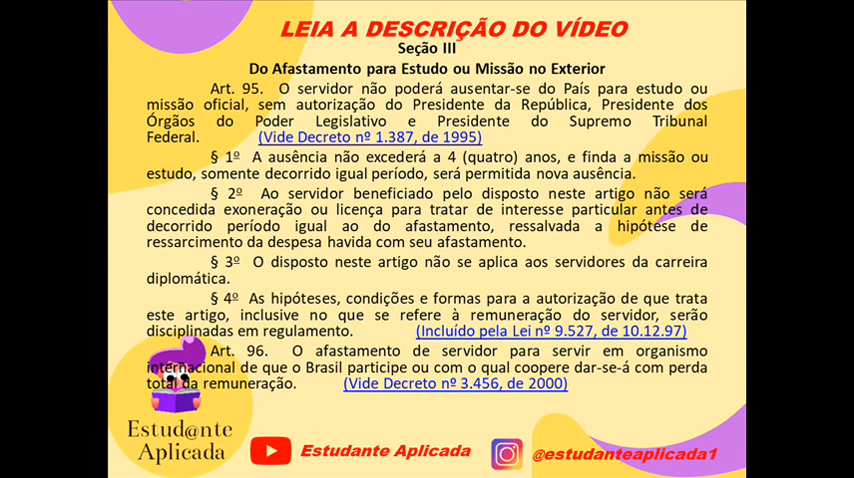 LEIA A DESCRIÇÃO DO VÍDEO
Seção III
Do Afastamento para Estudo ou Missão no Exterior
Art. 95. O servidor não poderá ausentar-se do País para estudo ou
missão oficial, sem autorização do Presidente da República, Presidente dos
Órgãos do Poder Legislativo e Presidente do Supremo Tribunal
Federal. (Vide Decreto nº 1.387, de 1995)
§ 1º A ausência não excederá a 4 (quatro) anos, e finda a missão ou
estudo, somente decorrido igual período, será permitida nova ausência.
§ 2º Ao servidor beneficiado pelo disposto neste artigo não será
concedida exoneração ou licença para tratar de interesse particular antes de
decorrido período igual ao do afastamento, ressalvada a hipótese de
ressarcimento da despesa havida com seu afastamento.
§ 3º O disposto neste artigo não se aplica aos servidores da carreira
diplomática.
§ 4º As hipóteses, condições e formas para a autorização de que trata
este artigo, inclusive no que se refere à remuneração do servidor, serão
disciplinadas em regulamento. (Incluído pela Lei nº 9.527, de 10.12.97)
Art. 96. O afastamento de servidor para servir em organismo
internacional de que o Brasil participe ou com o qual coopere dar-se-á com perda
total da remuneração. (Vide Decreto nº 3.456, de 2000)
Estud@nte
Aplicada
Estudante Aplicada
@estudanteaplicada1